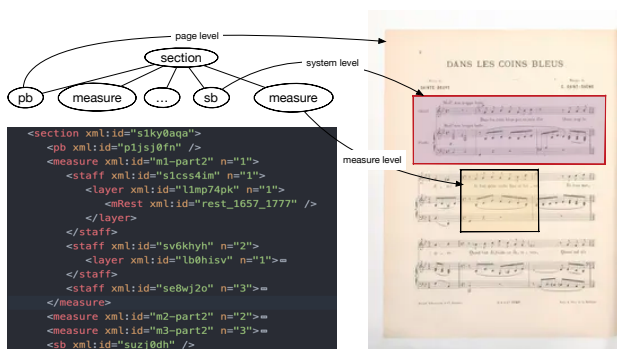 page level
section
system level
pb
measure
...
sb
measure
measure level
<section xml:id="s1ky0aqa">
<pb xml:id="p1jsj0fn" />
<measure xml:id="m1-part2" n="1">
<staff xml:id="s1css4im" n="1">
<layer xml:id="l1mp74pk" n="1">
<mRest xml:id="rest_1657_1777" />
</layer>
</staff>
<staff xml:id="sv6khyh" n="2">
<layer xml:id="lb0hisv" n="1">
</staff>
<staff xml:id="se8wj2o" n="3">
</measure>
<measure xml:id="m2-part2" n="2">
<measure xml:id="m3-part2" n="3">
<sb xml:id="suzj0dh" />
DANS LES COINS BLEUS